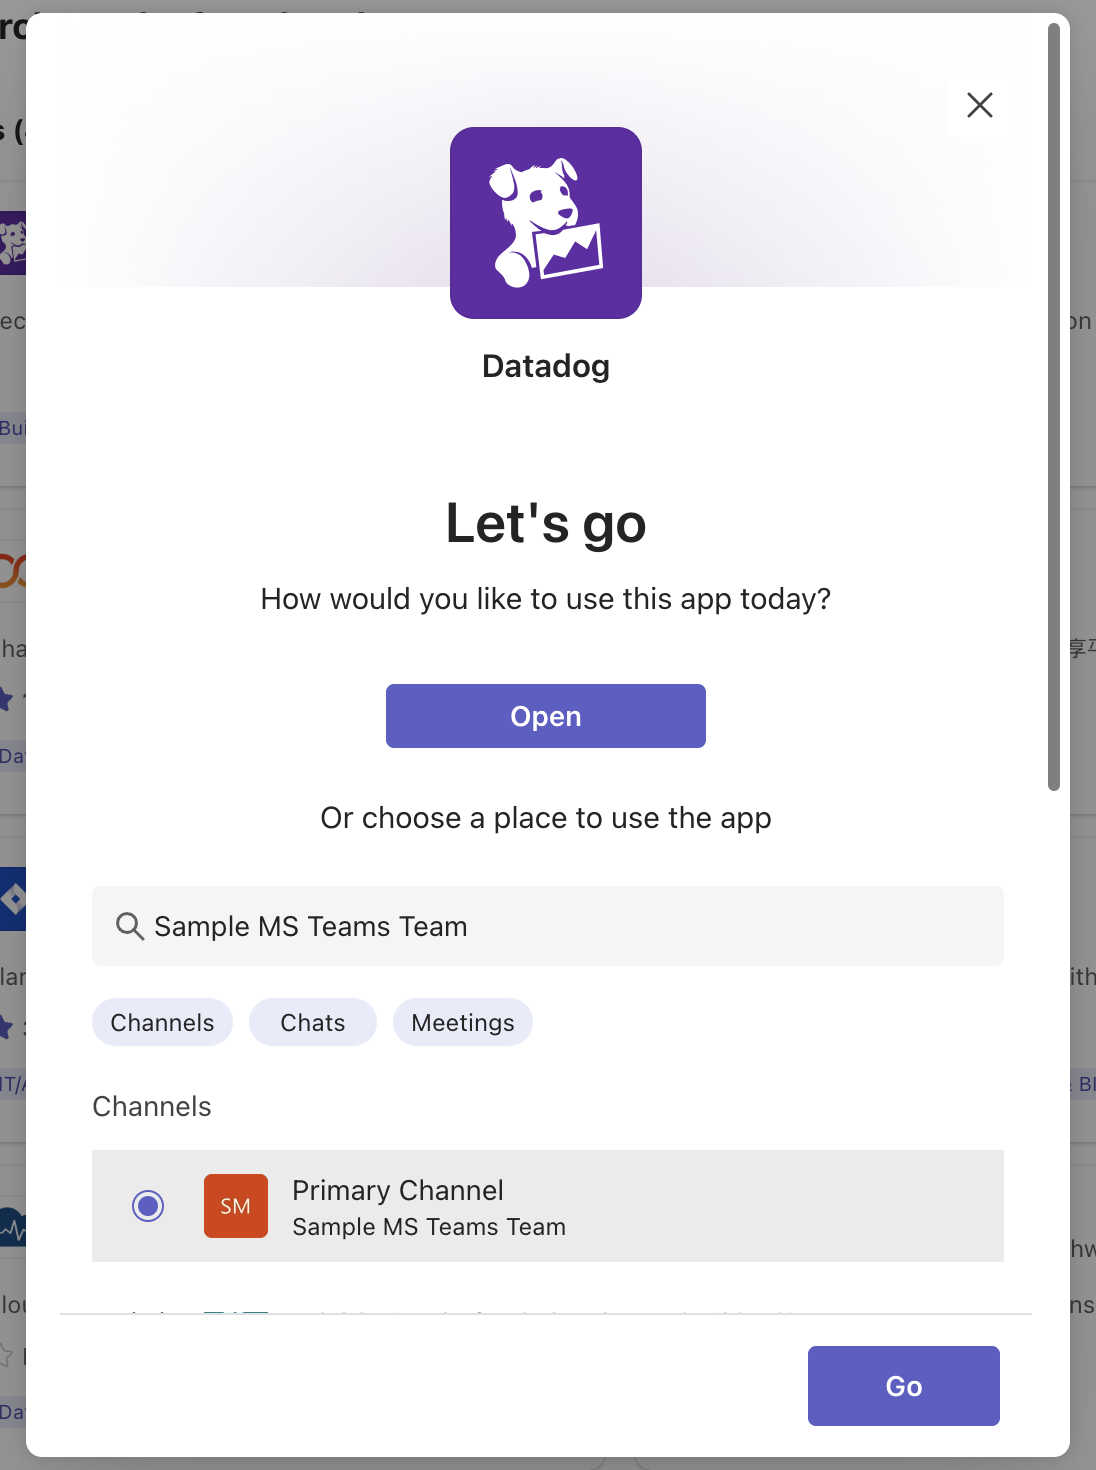 Datadog
Let's go
How would you like to use this app today?
Open
Or choose a place to use the app
Sample MS Teams Team
Channels Chats Meetings
Channels
SM
Primary Channel
Sample MS Teams Team
Go